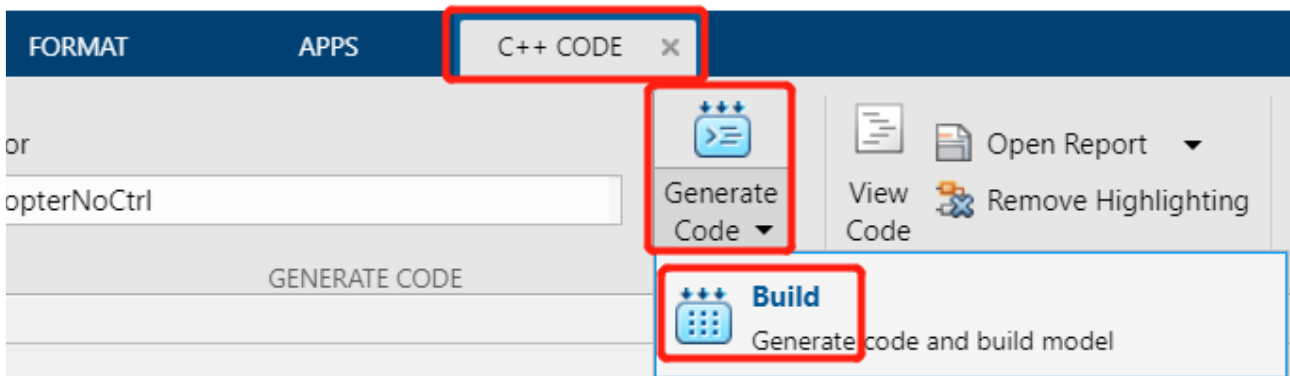 FORMAT APPS C++ CODE
or
opterNoCtrl
Generate
Code
View
Code
Open Report
Remove Highlighting
GENERATE CODE
Build
Generate code and build model